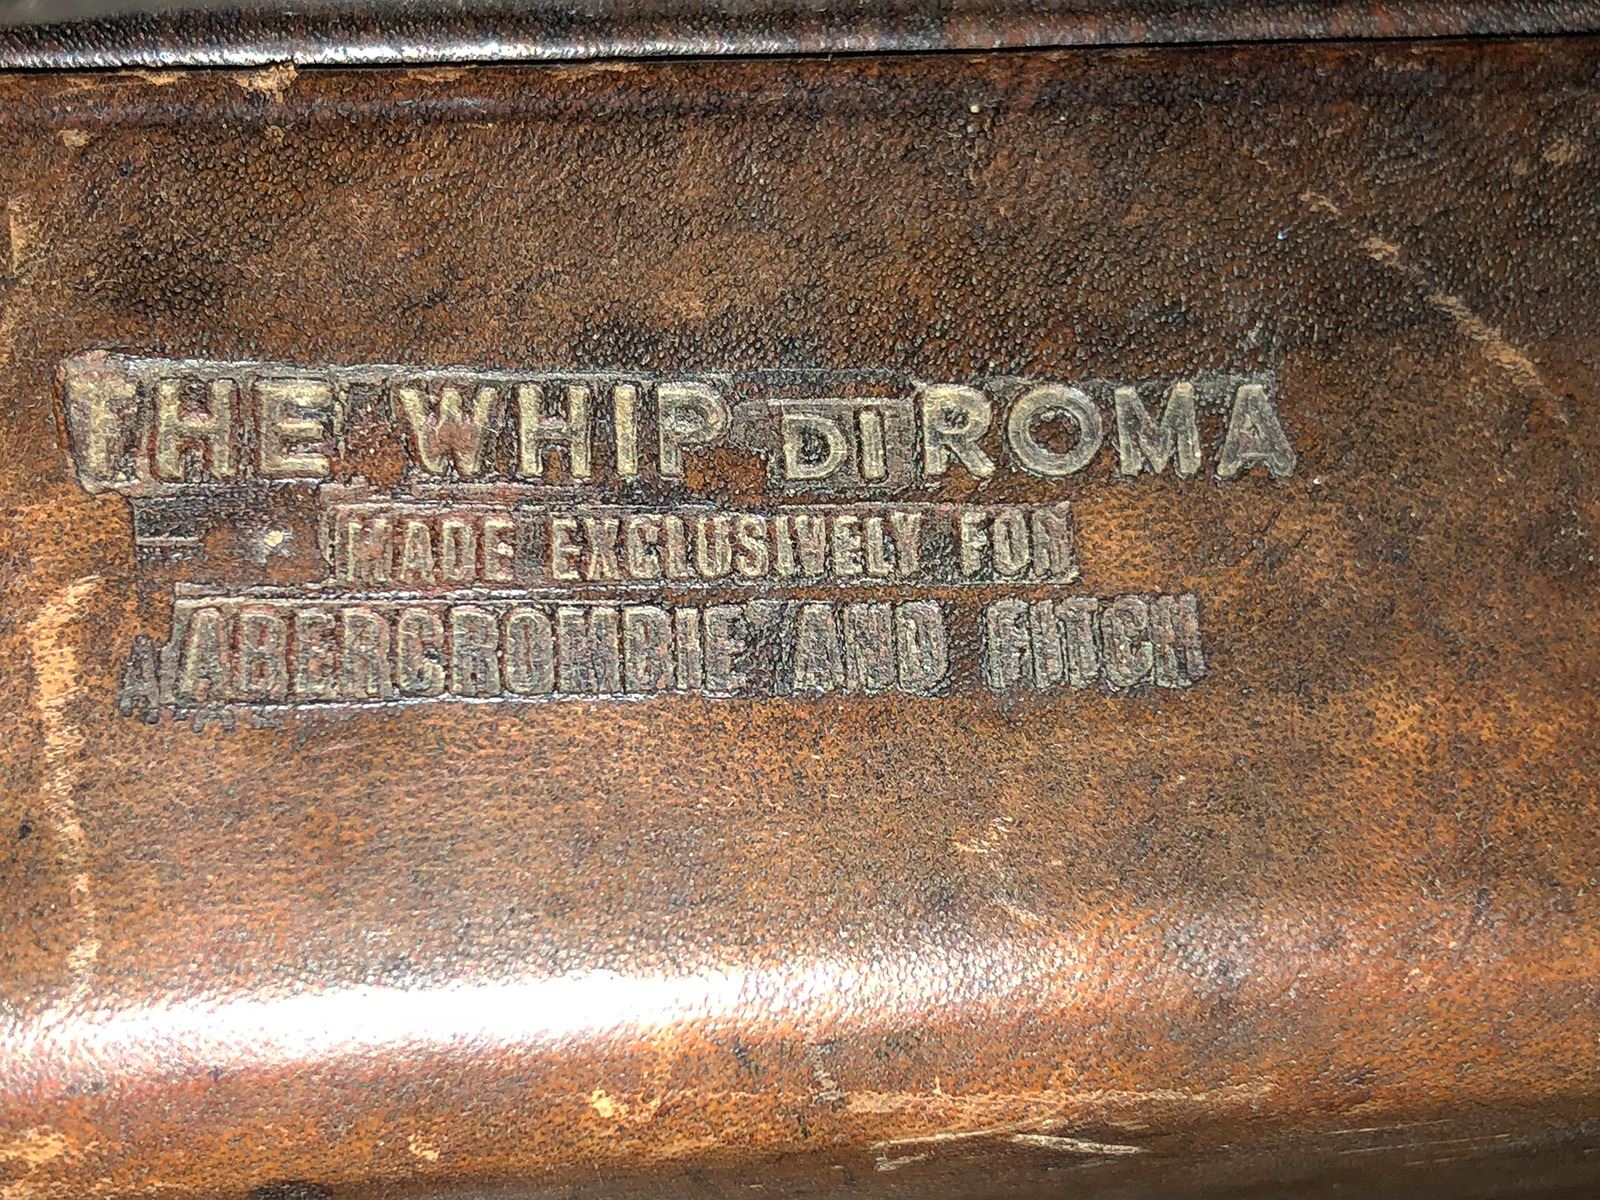 THE WHIP DI ROMA
MADE EXCLUSIVELY FOR
ABERCROMBIE AND FITCH